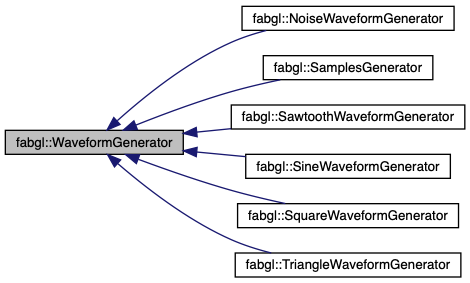 fabgl::NoiseWaveformGenerator
fabgl::SamplesGenerator
fabgl::SawtoothWaveformGenerator
fabgl::WaveformGenerator
fabgl::SineWaveformGenerator
fabgl::SquareWaveformGenerator
fabgl::TriangleWaveformGenerator